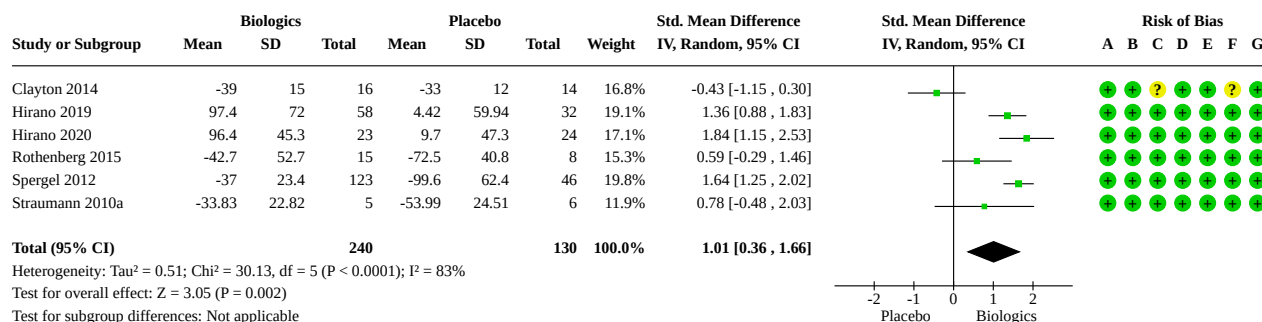 Biologics Placebo Std. Mean Difference Std. Mean Difference Risk of Bias
Study or Subgroup Mean SD Total Mean SD Total Weight IV, Random, 95% CI IV, Random, 95% CI A B C D E F G
Clayton 2014 -39 15 16 -33 12 14 16.8% -0.43 [-1.15 , 0.30] + + ? + + ? +
Hirano 2019 97.4 72 58 4.42 59.94 32 19.1% 1.36 [0.88 , 1.83] + + + + + + +
Hirano 2020 96.4 45.3 23 9.7 47.3 24 17.1% 1.84 [1.15 , 2.53] + + + + + + +
Rothenberg 2015 -42.7 52.7 15 -72.5 40.8 8 15.3% 0.59 [-0.29 , 1.46] + + + + + + +
Spergel 2012 -37 23.4 123 -99.6 62.4 46 19.8% 1.64 [1.25 , 2.02] + + + + + + +
Straumann 2010a -33.83 22.82 5 -53.99 24.51 6 11.9% 0.78 [-0.48 , 2.03] + + + + + + +
Total (95% CI) 240 130 100.0% 1.01 [0.36 , 1.66]
Heterogeneity: Tau² = 0.51; Chi² = 30.13, df = 5 (P < 0.0001); I² = 83%
Test for overall effect: Z = 3.05 (P = 0.002)
-2 -1 0 1 2
Test for subgroup differences: Not applicable Placebo Biologics